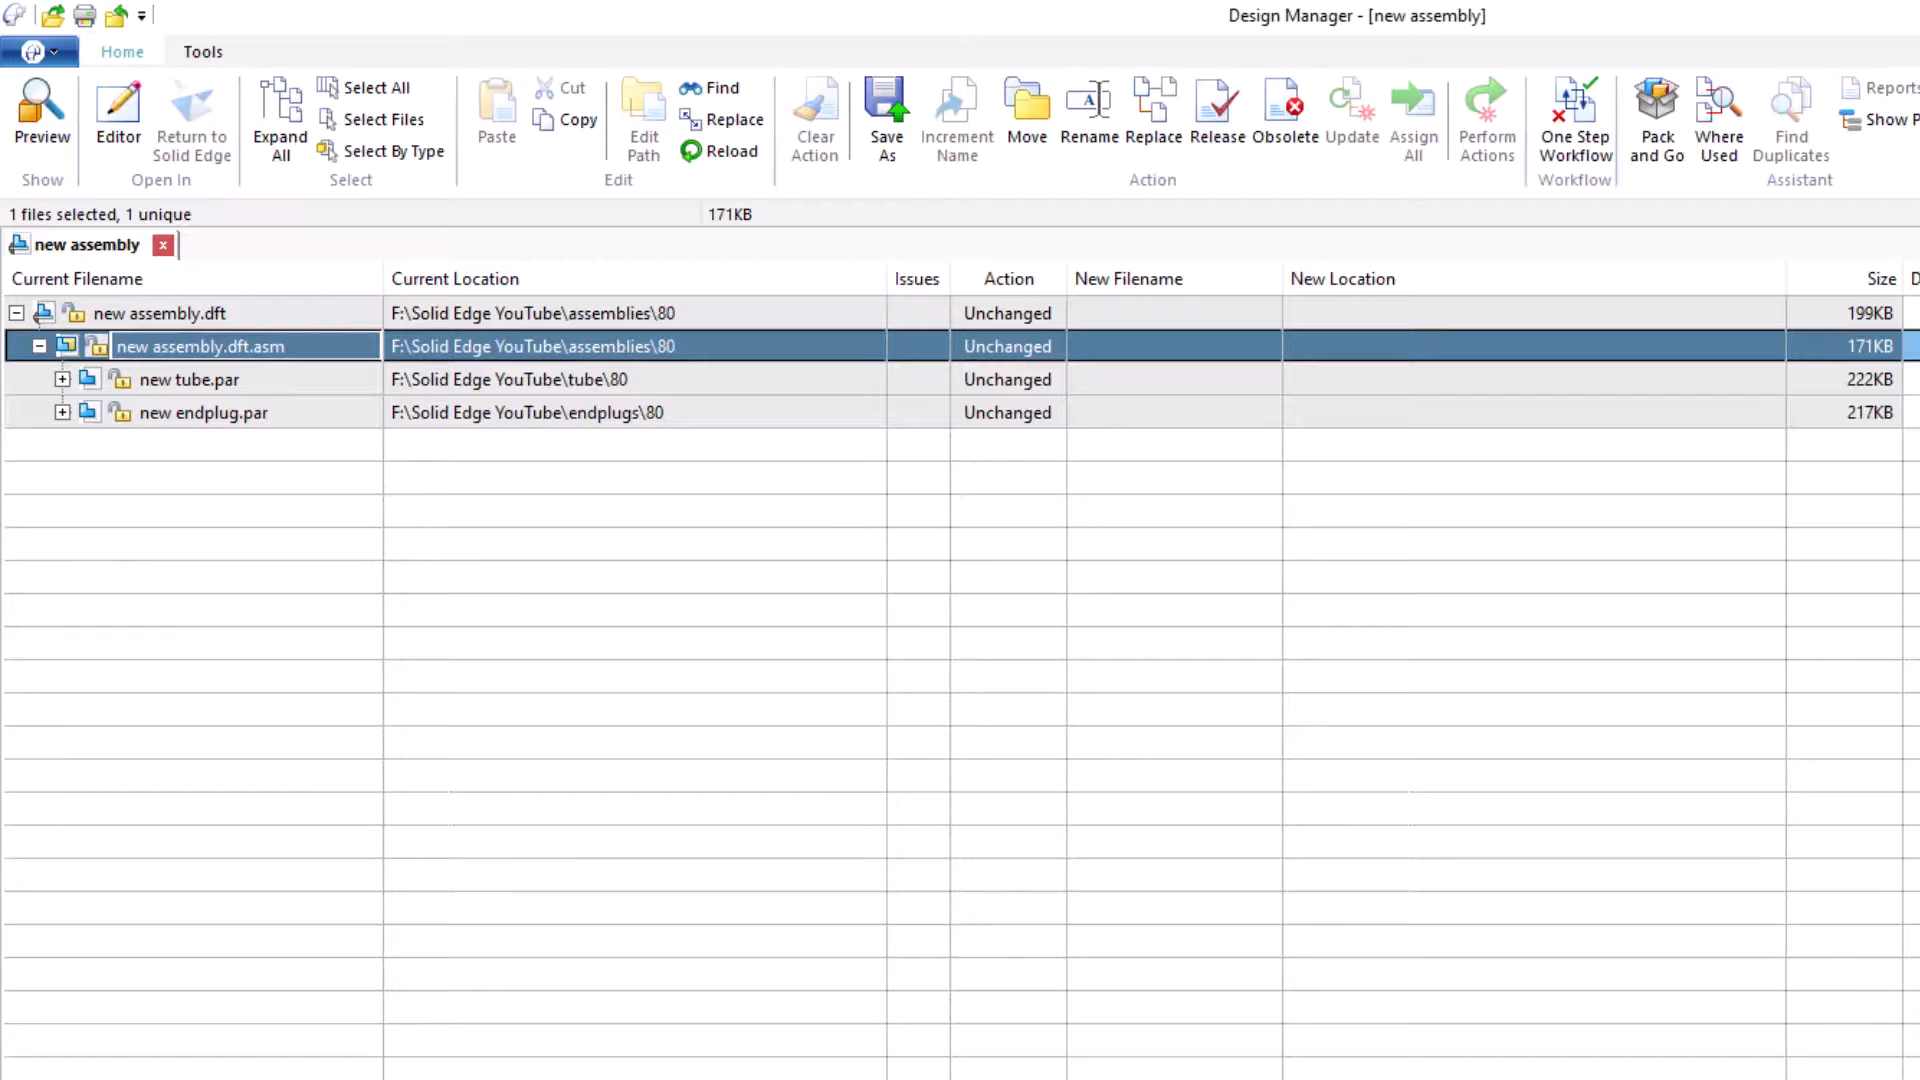 Design Manager - [new assembly]
Home
Tools
Preview
Show
Editor
Return to
Solid Edge
Open In
Expand
All
Select All
Select Files
Select By Type
Select
Paste
Cut
Copy
Edit
Path
Find
Replace
Reload
Edit
Clear
Action
Save
As
Increment
Name
Move
Rename
Replace
Release
Obsolete
Update
Assign
All
Perform
Actions
Action
One Step
Workflow
Workflow
Pack
and Go
Where
Used
Find
Duplicates
Reports
Show P
Assistant
1 files selected, 1 unique
171KB
new assembly
Current Filename Current Location Issues Action New Filename New Location Size D
new assembly.dft F:\Solid Edge YouTube\assemblies\80 Unchanged 199KB
new assembly.dft.asm F:\Solid Edge YouTube\assemblies\80 Unchanged 171KB
new tube.par F:\Solid Edge YouTube\tube\80 Unchanged 222KB
new endplug.par F:\Solid Edge YouTube\endplugs\80 Unchanged 217KB